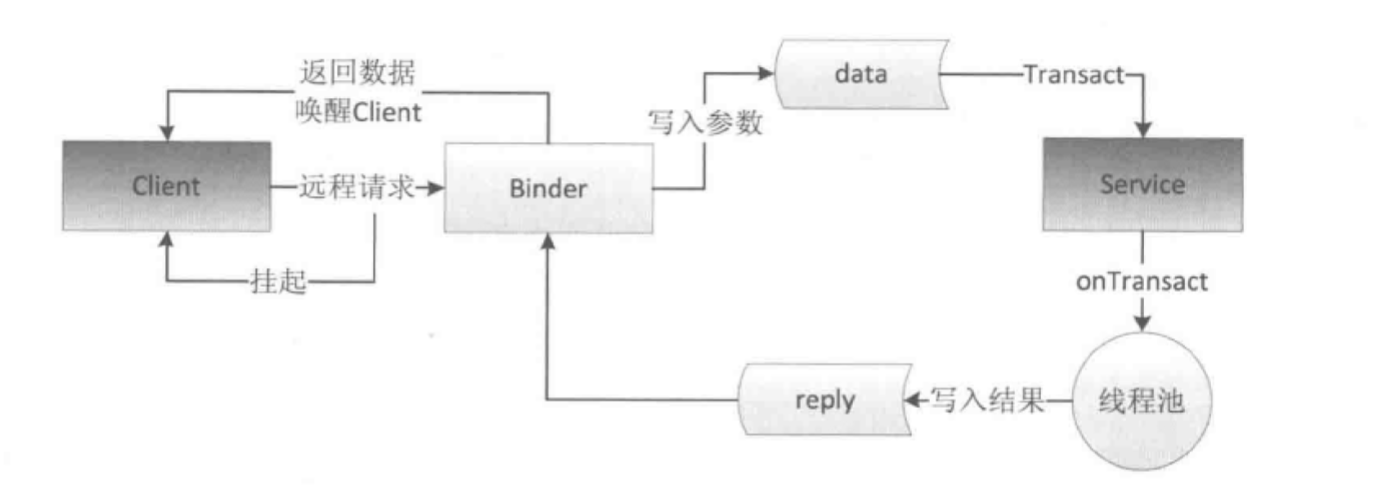 返回数据
唤醒Client
data
Transact
写入参数
Client
远程请求
Binder
Service
挂起
onTransact
reply
写入结果
线程池